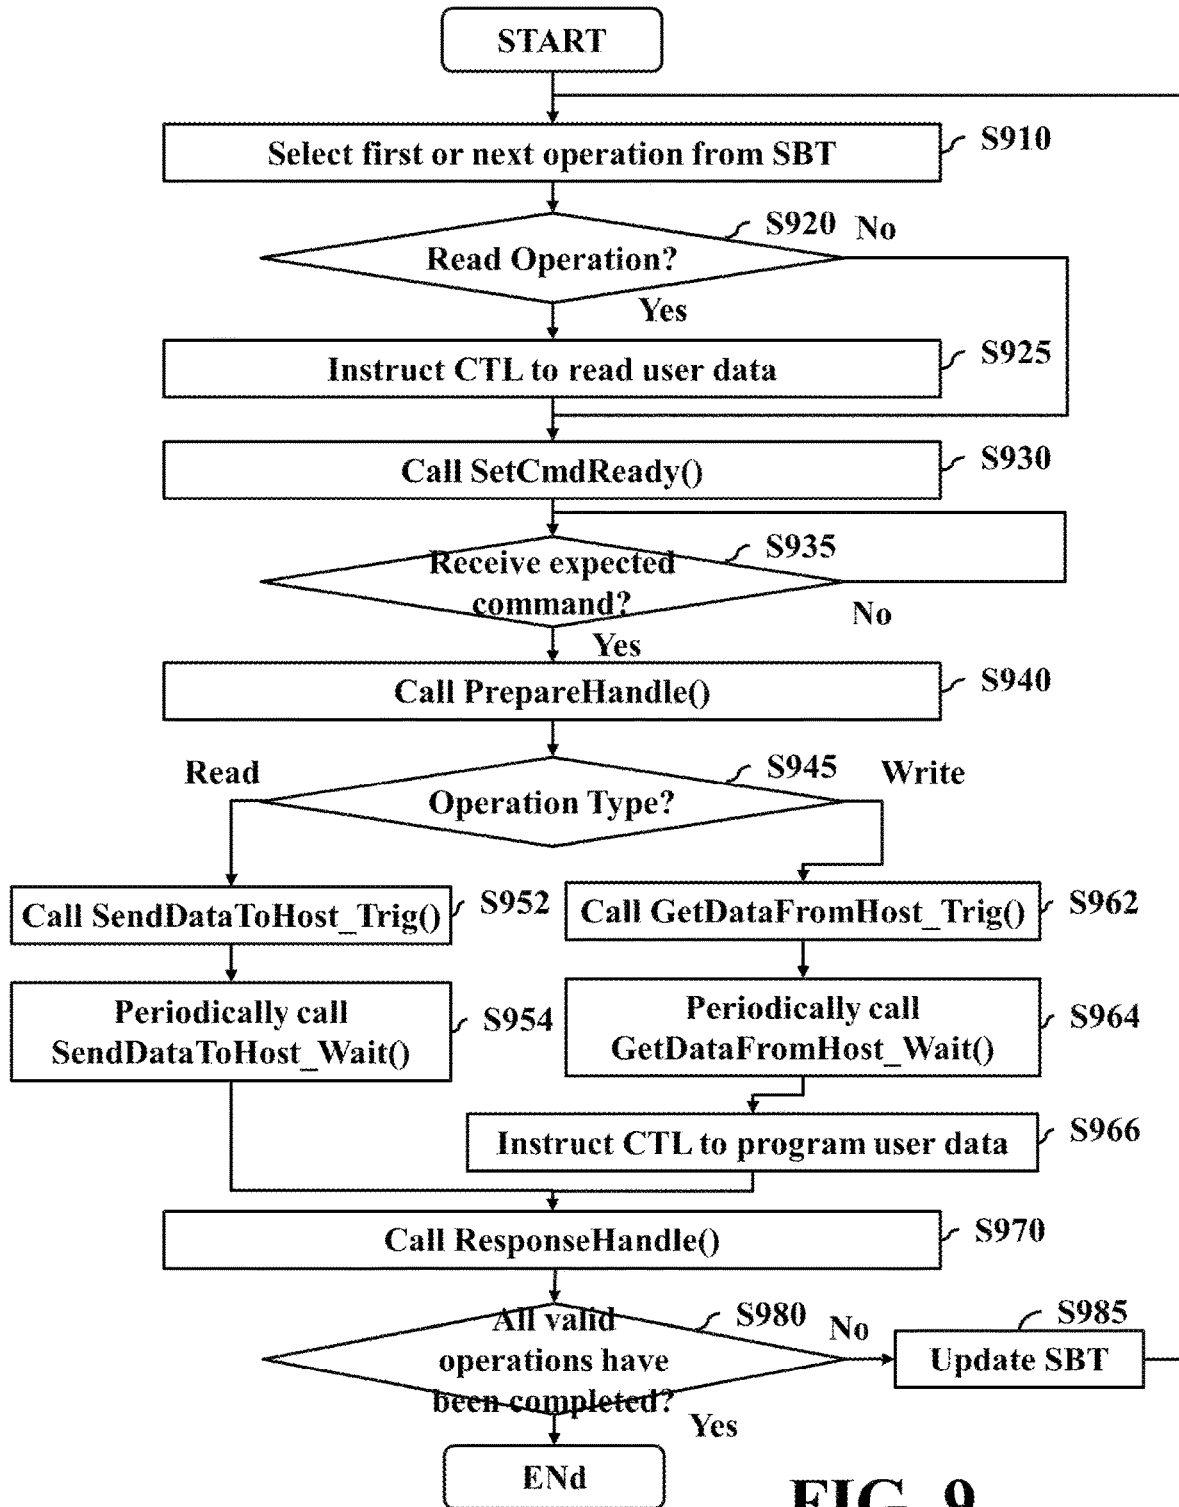 START
Select first or next operation from SBT
S910
S920
No
Read Operation?
Yes
Instruct CTL to read user data
S925
Call SetCmdReady()
S930
S935
Receive expected
command?
No
Yes
Call PrepareHandle()
S940
Read
S945
Write
Operation Type?
Call SendDataToHost_Trig()
S952
Call GetDataFromHost_Trig()
S962
Periodically call
SendDataToHost_Wait()
S954
Periodically call
GetDataFromHost_Wait()
S964
Instruct CTL to program user data
S966
Call ResponseHandle()
S970
All valid
operations have
been completed?
S980
No
S985
Update SBT
Yes
ENd
FIG. 9